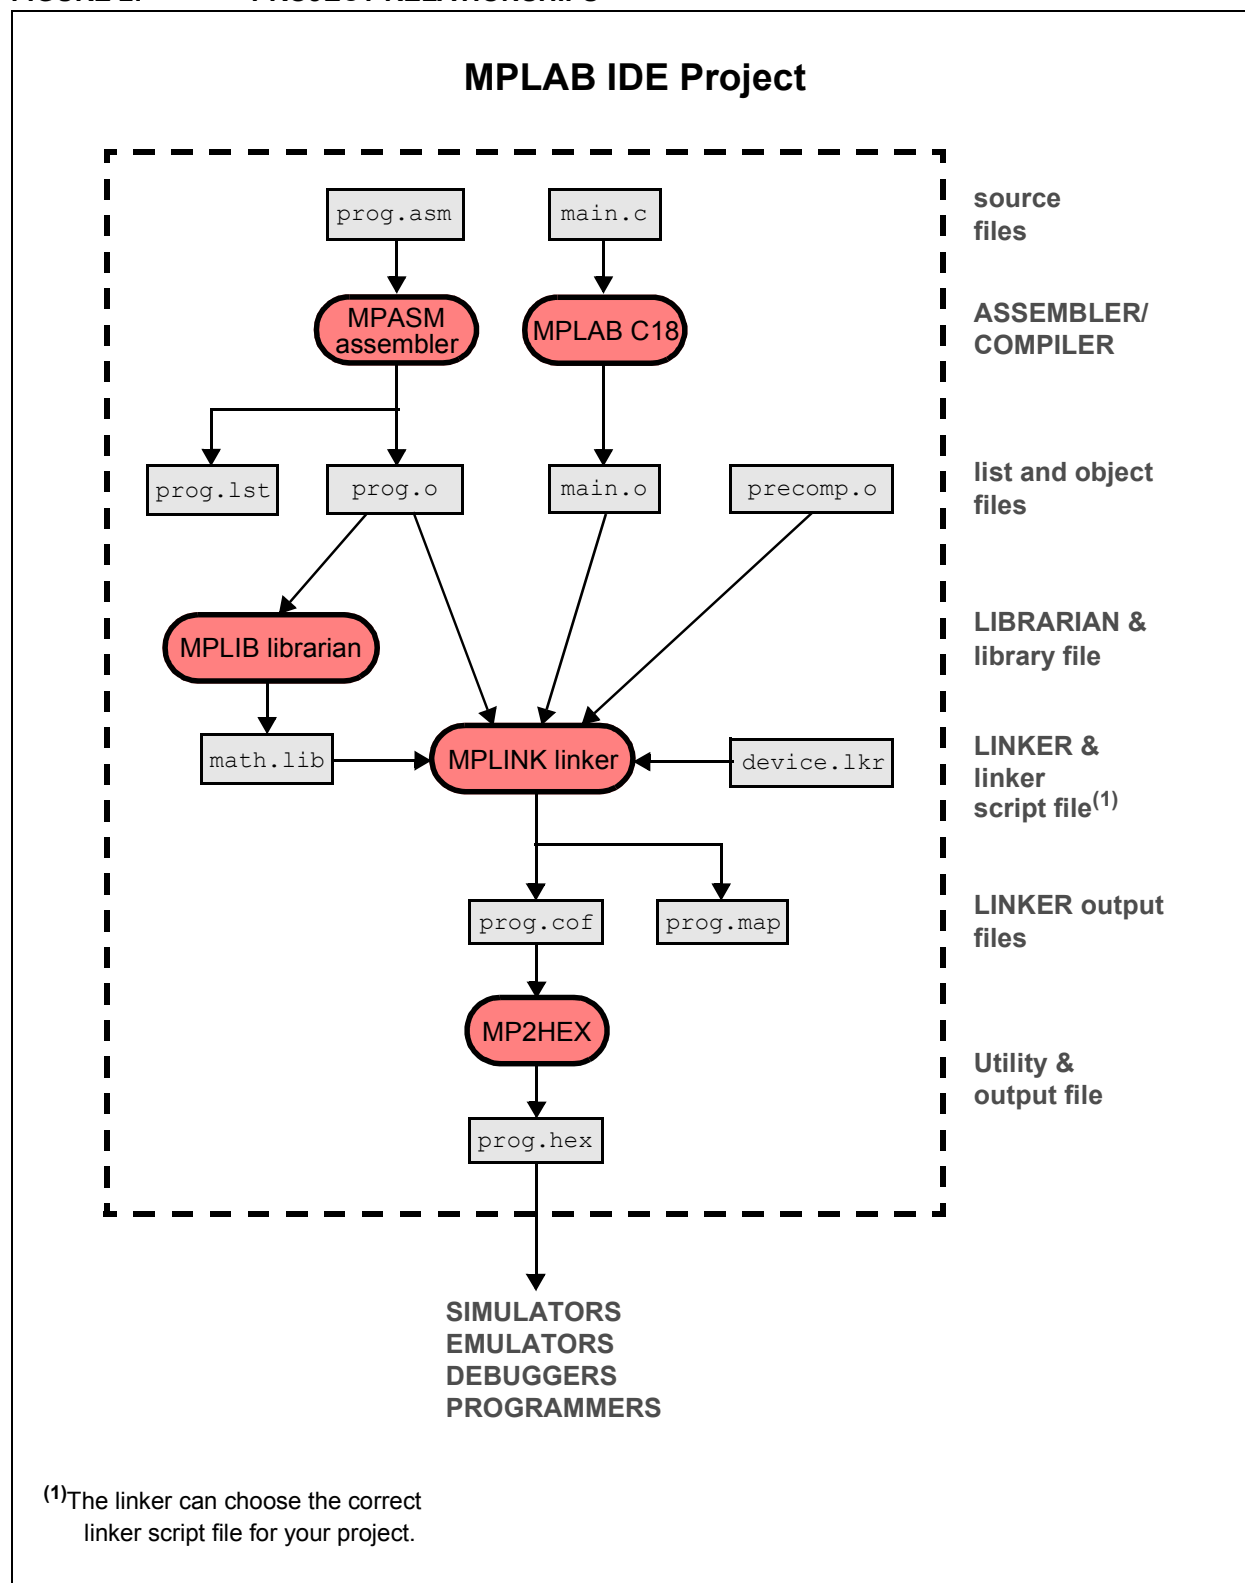 MPLAB IDE Project
prog.asm
main.c
source
files
MPASM
assembler
MPLAB C18
ASSEMBLER/
COMPILER
prog.lst
prog.o
main.o
precomp.o
list and object
files
MPLIB librarian
LIBRARIAN &
library file
math.lib
MPLINK linker
device.lkr
LINKER &
linker
script file(1)
prog.cof
prog.map
LINKER output
files
MP2HEX
Utility &
output file
prog.hex
SIMULATORS
EMULATORS
DEBUGGERS
PROGRAMMERS
(1)The linker can choose the correct
linker script file for your project.